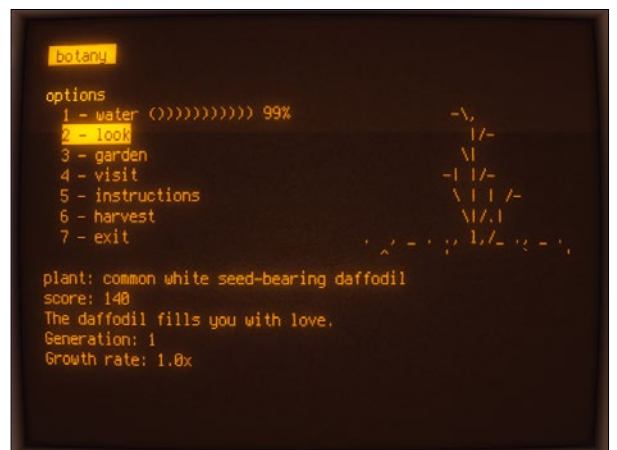 botany
options
1 - water ())))))))))) 99%
2 - look
3 - garden
4 - visit
5 - instructions
6 - harvest
7 - exit
plant: common white seed-bearing daffodil
score: 140
The daffodil fills you with love.
Generation: 1
Growth rate: 1.0x